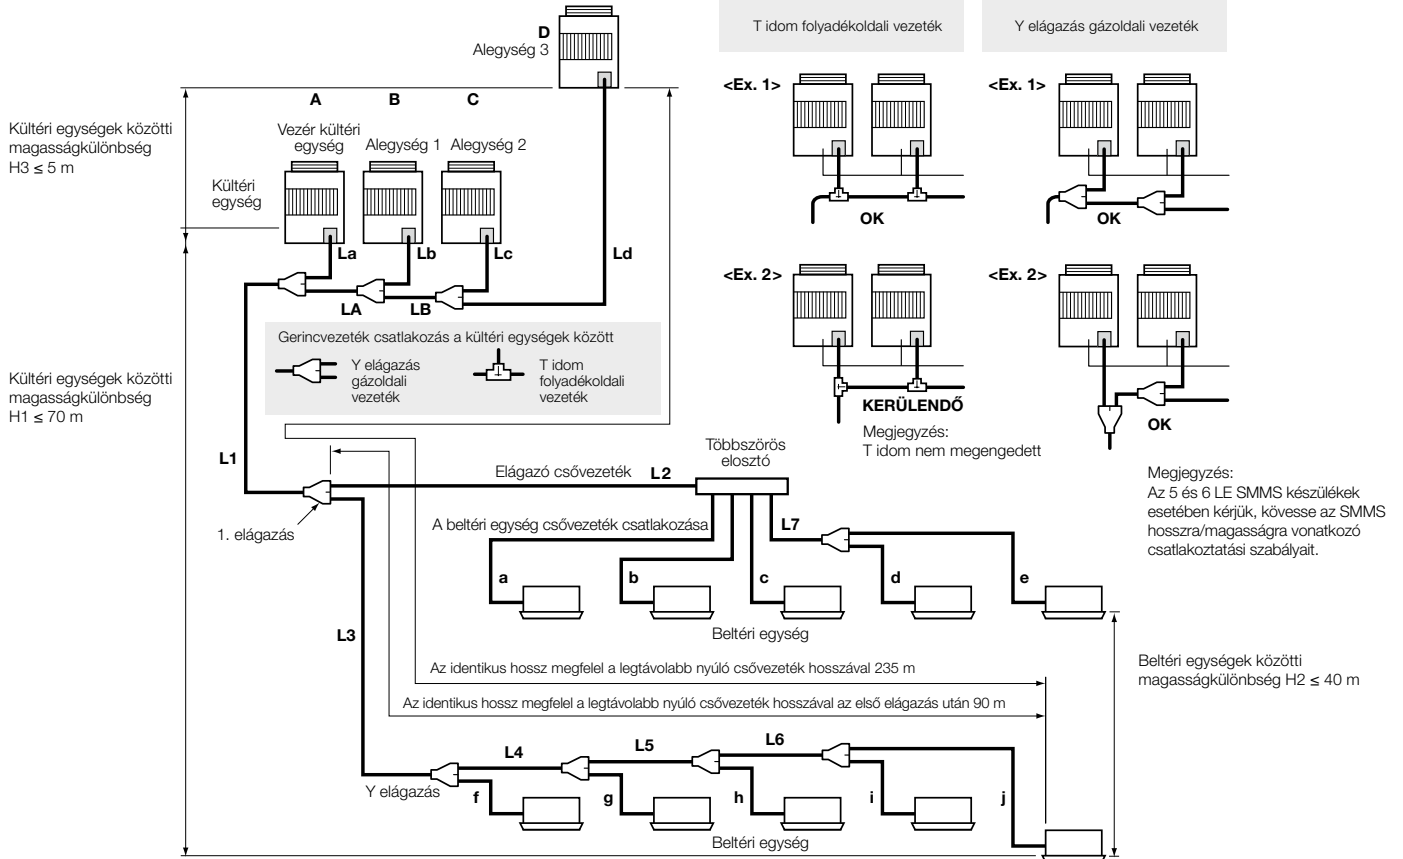 D
Alegység 3
A
B
C
Kültéri egységek közötti
magasságkülönbség
H3 ≤ 5 m
Vezér kültéri
egység
Alegység 1
Alegység 2
Kültéri
egység
La
Lb
Lc
Ld
LA
LB
Gerincvezeték csatlakozás a kültéri egységek között
Y elágazás
gázoldali
vezeték
T idom
folyadékoldali
vezeték
Kültéri egységek közötti
magasságkülönbség
H1 ≤ 70 m
T idom folyadékoldali vezeték
<Ex. 1>
OK
<Ex. 2>
KERÜLENDŐ
Megjegyzés:
T idom nem megengedett
Y elágazás gázoldali vezeték
<Ex. 1>
OK
<Ex. 2>
OK
Megjegyzés:
Az 5 és 6 LE SMMS készülékek
esetében kérjük, kövesse az SMMS
hosszra/magasságra vonatkozó
csatlakoztatási szabályait.
L1
Elágazó csővezeték
L2
Többszörös
elosztó
1. elágazás
A beltéri egység csővezeték csatlakozása
L7
a
b
c
d
e
Beltéri egység
L3
Az identikus hossz megfelel a legtávolabb nyúló csővezeték hosszával 235 m
Az identikus hossz megfelel a legtávolabb nyúló csővezeték hosszával az első elágazás után 90 m
Beltéri egységek közötti
magasságkülönbség H2 ≤ 40 m
L4
L5
L6
Y elágazás
f
g
h
i
j
Beltéri egység